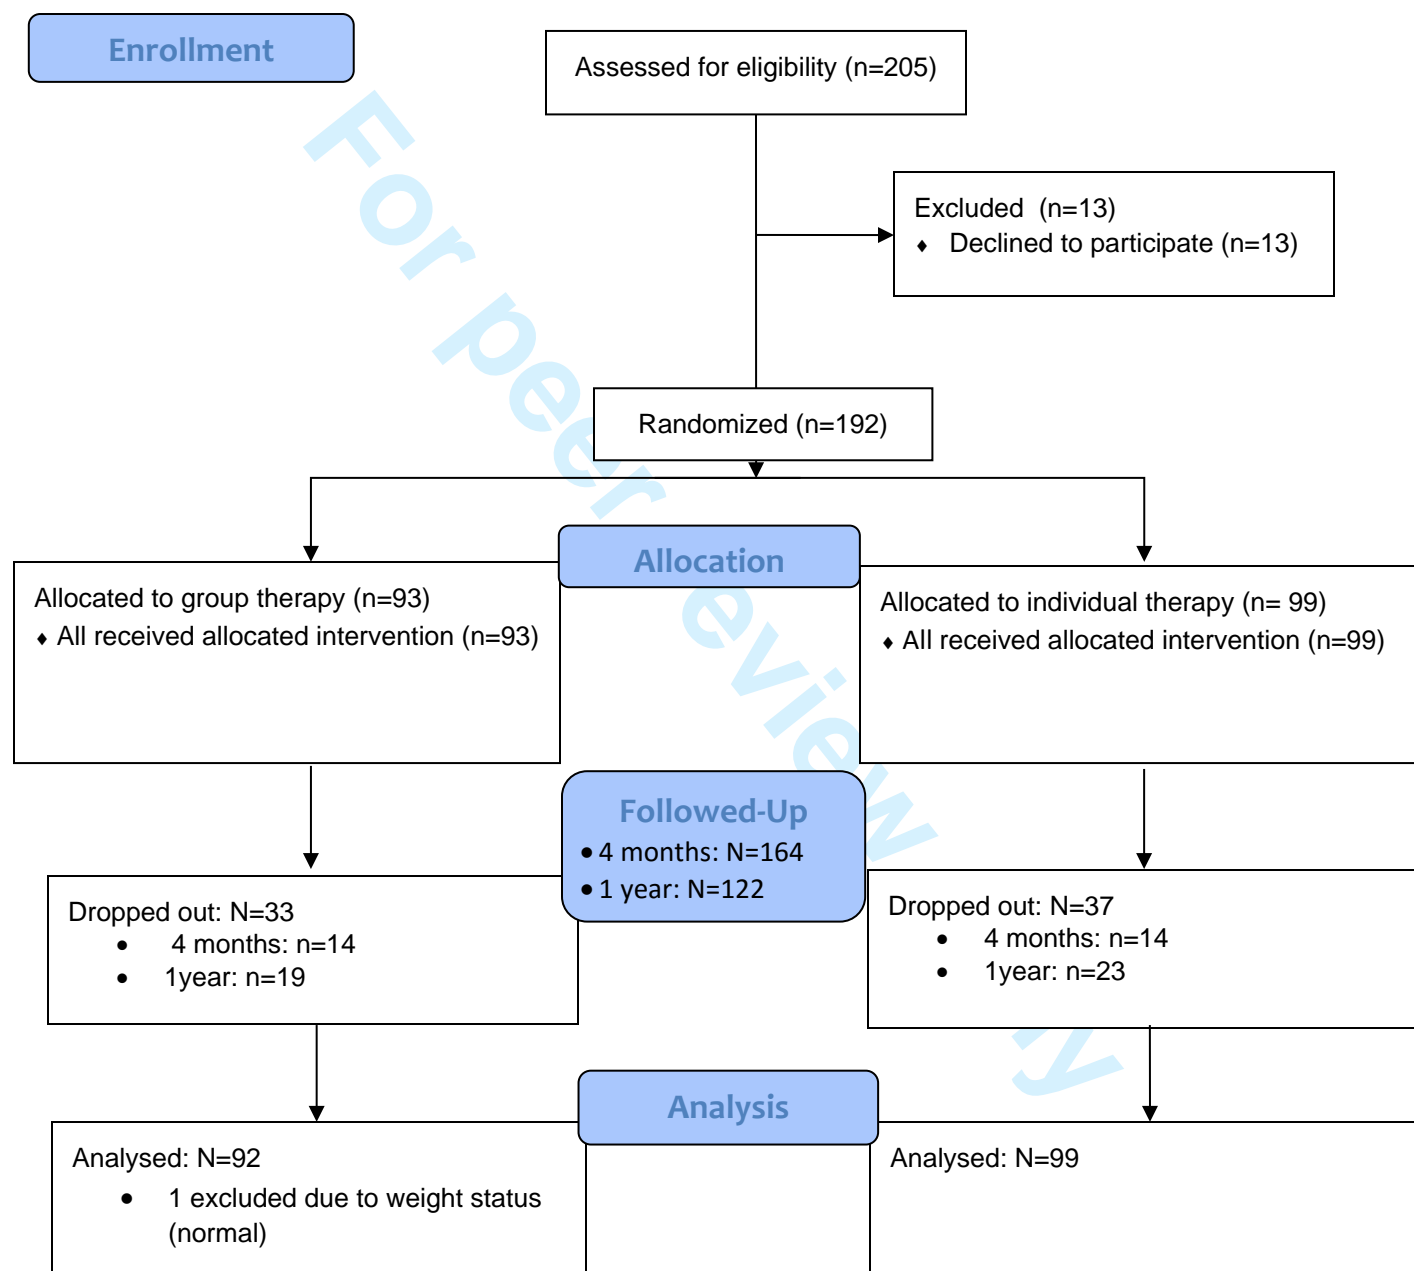 Enrollment
Assessed for eligibility (n=205)
Excluded  (n=13)
⬧ Declined to participate (n=13)
Randomized (n=192)
Allocation
Allocated to group therapy (n=93)
⬧ All received allocated intervention (n=93)
Allocated to individual therapy (n= 99)
⬧ All received allocated intervention (n=99)
Followed-Up
• 4 months: N=164
• 1 year: N=122
Dropped out: N=33
• 4 months: n=14
• 1year: n=19
Dropped out: N=37
• 4 months: n=14
• 1year: n=23
Analysis
Analysed: N=92
• 1 excluded due to weight status
(normal)
Analysed: N=99
For peer review